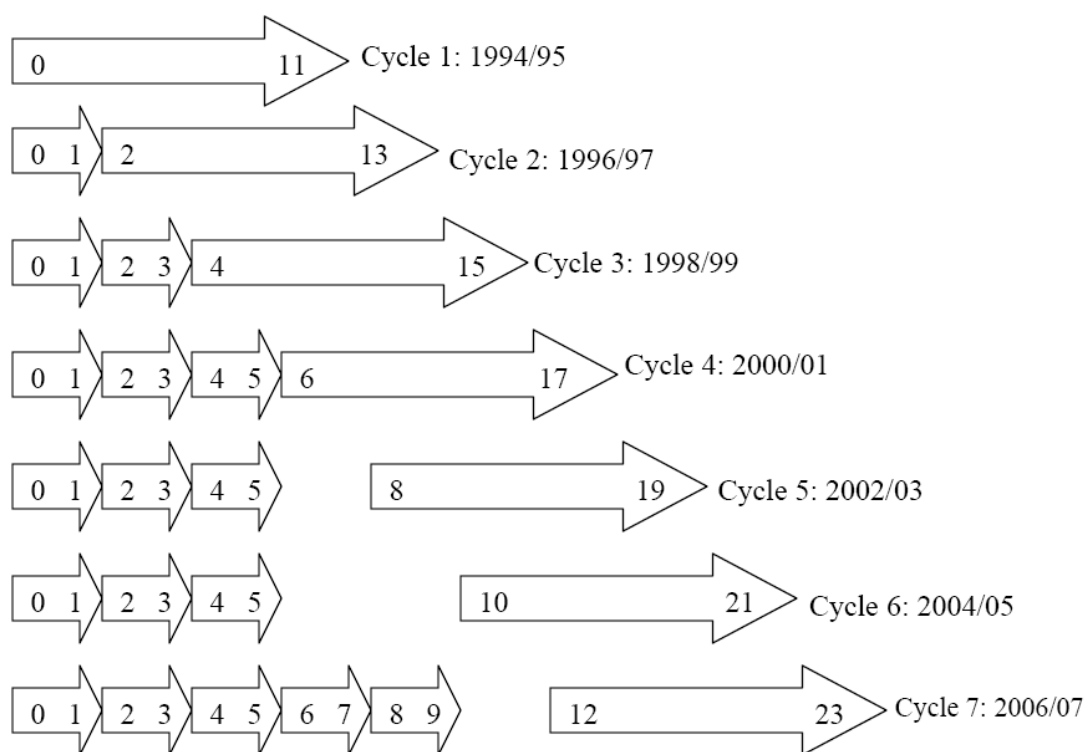 0 11 Cycle 1: 1994/95
0 1 2 13 Cycle 2: 1996/97
0 1 2 3 4 15 Cycle 3: 1998/99
0 1 2 3 4 5 6 17 Cycle 4: 2000/01
0 1 2 3 4 5 8 19 Cycle 5: 2002/03
0 1 2 3 4 5 10 21 Cycle 6: 2004/05
0 1 2 3 4 5 6 7 8 9 12 23 Cycle 7: 2006/07